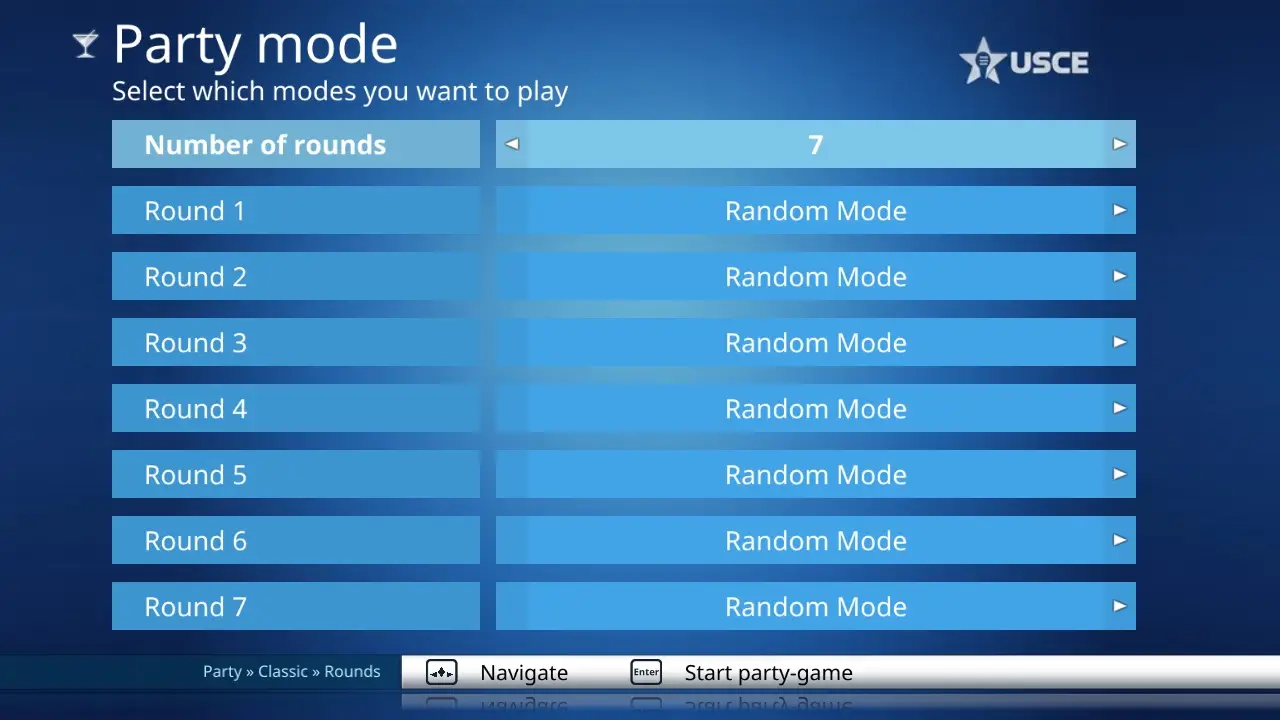 Party mode
USCE
Select which modes you want to play
Number of rounds 7
Round 1 Random Mode
Round 2 Random Mode
Round 3 Random Mode
Round 4 Random Mode
Round 5 Random Mode
Round 6 Random Mode
Round 7 Random Mode
Party » Classic » Rounds Navigate Enter Start party-game